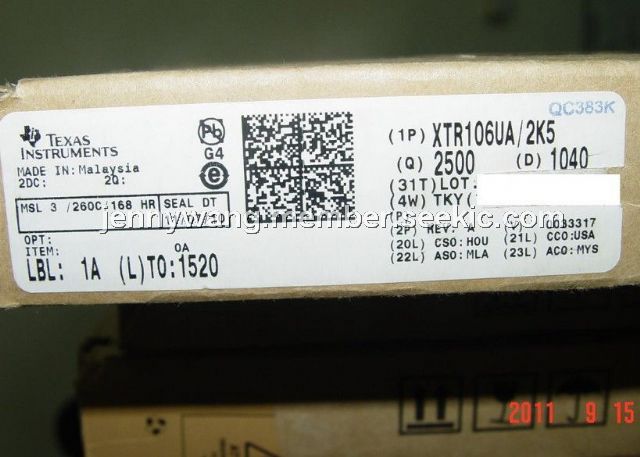 QC383K
TEXAS
INSTRUMENTS
MADE IN: Malaysia
2DC: 2Q:
Pb
G4
e
MSL 3 /260C-168 HR SEAL DT
OPT:
ITEM:
0A
LBL: 1A (L)TO:1520
(1P) XTR106UA/2K5
(Q) 2500 (D) 1040
(31T) LOT:
(4W) TKY(
(P
(2P) REV: A (V) 0033317
(20L) CSO:HOU (21L) CCO:USA
(22L) ASO:MLA (23L) ACO:MYS
jennywang.member.seekic.com
2011 9 15